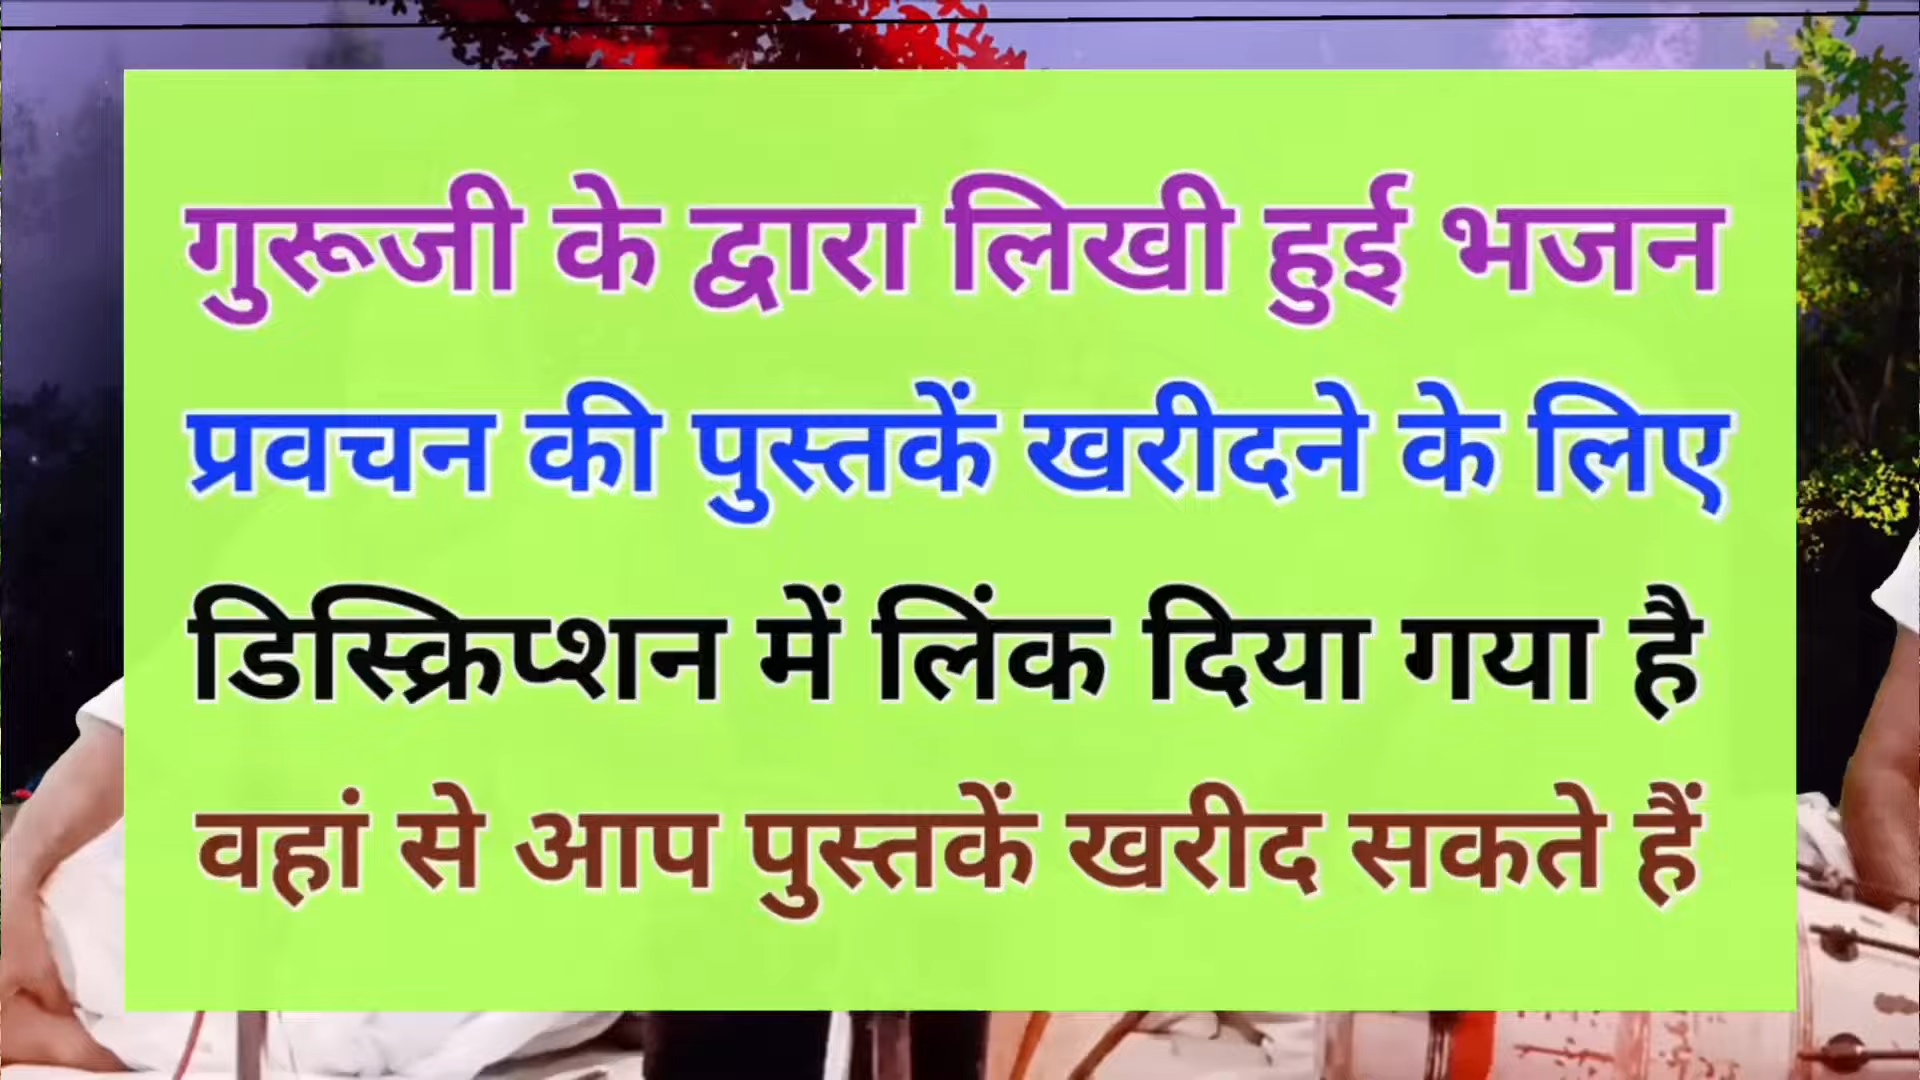 गुरूजी के द्वारा लिखी हुई भजन
प्रवचन की पुस्तकें खरीदने के लिए
डिस्क्रिप्शन में लिंक दिया गया है
वहां से आप पुस्तकें खरीद सकते हैं